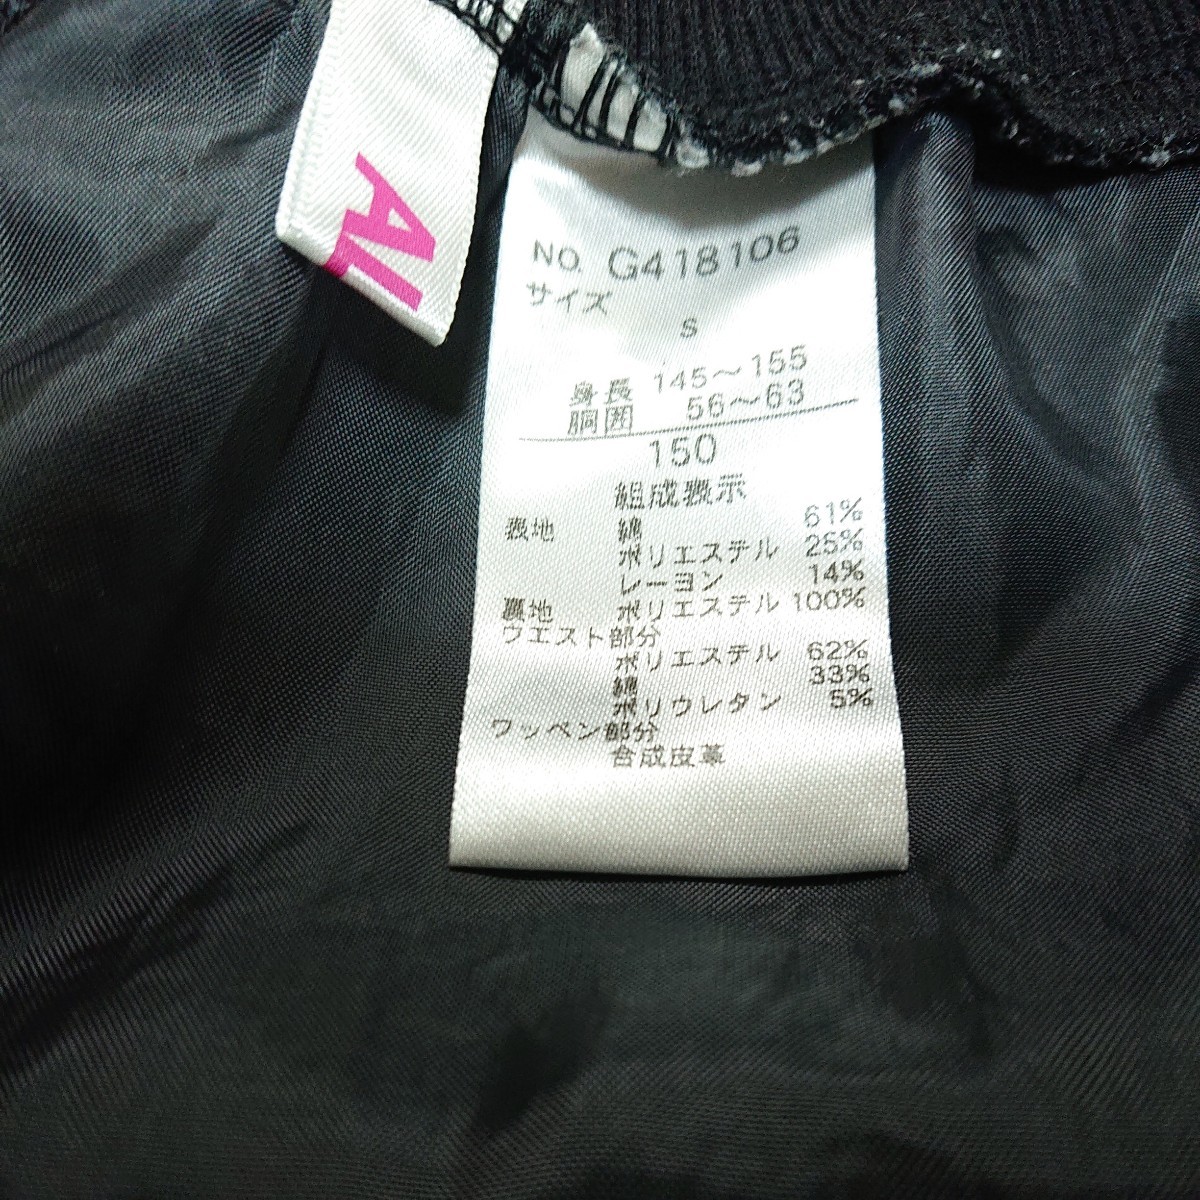 AL
NO. G418106
サイズ
S
身長 145～155
胴囲 56～63
150
組成表示
表地 綿 61%
ポリエステル 25%
レーヨン 14%
裏地 ポリエステル 100%
ウエスト部分
ポリエステル 62%
綿 33%
ポリウレタン 5%
ワッペン部分
合成皮革